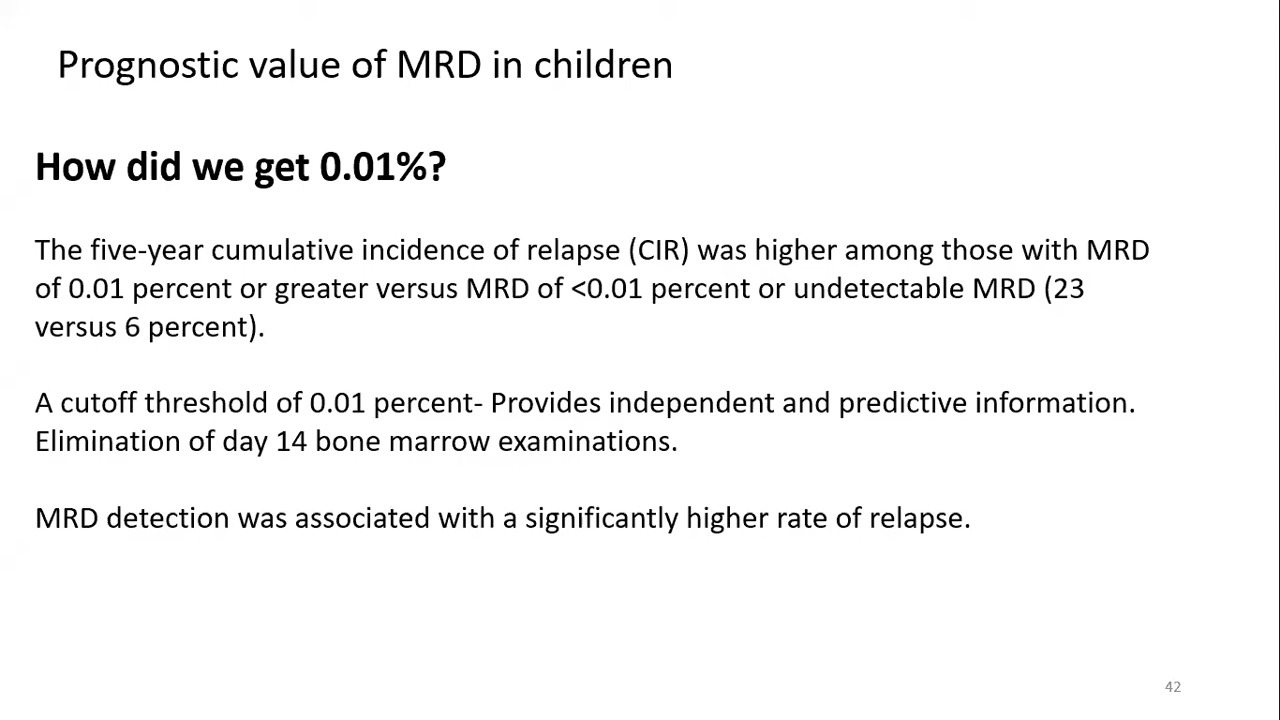 Prognostic value of MRD in children
How did we get 0.01%?
The five-year cumulative incidence of relapse (CIR) was higher among those with MRD
of 0.01 percent or greater versus MRD of <0.01 percent or undetectable MRD (23
versus 6 percent).
A cutoff threshold of 0.01 percent- Provides independent and predictive information.
Elimination of day 14 bone marrow examinations.
MRD detection was associated with a significantly higher rate of relapse.
42